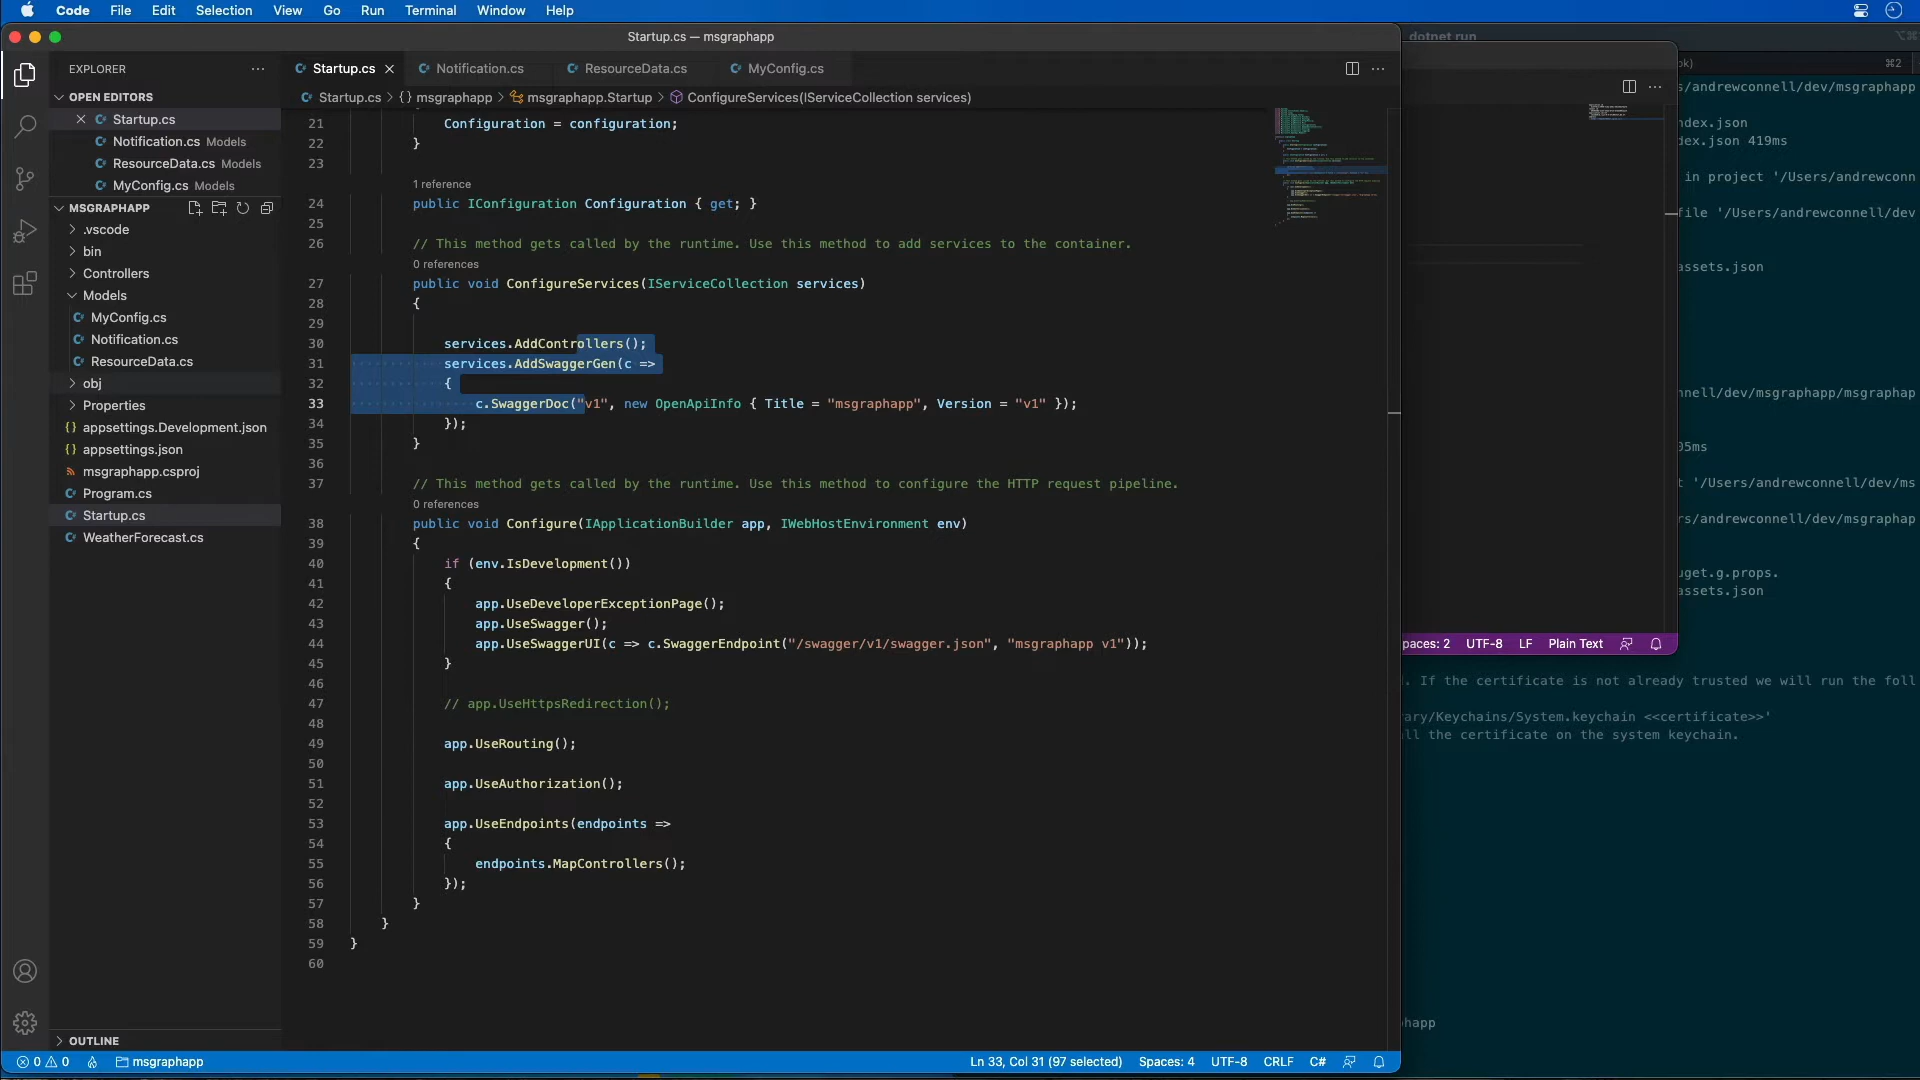 Code File Edit Selection View Go Run Terminal Window Help
Startup.cs — msgraphapp
dotnet run
EXPLORER
OPEN EDITORS
Startup.cs
Notification.cs Models
ResourceData.cs Models
MyConfig.cs Models
MSGRAPHAPP
.vscode
bin
Controllers
Models
MyConfig.cs
Notification.cs
ResourceData.cs
obj
Properties
appsettings.Development.json
appsettings.json
msgraphapp.csproj
Program.cs
Startup.cs
WeatherForecast.cs
OUTLINE
Startup.cs Notification.cs ResourceData.cs MyConfig.cs
Startup.cs > {} msgraphapp > msgraphapp.Startup > ConfigureServices(IServiceCollection services)
21 Configuration = configuration;
22 }
23
1 reference
24 public IConfiguration Configuration { get; }
25
26 // This method gets called by the runtime. Use this method to add services to the container.
0 references
27 public void ConfigureServices(IServiceCollection services)
28 {
29
30 services.AddControllers();
31 services.AddSwaggerGen(c =>
32 {
33 c.SwaggerDoc("v1", new OpenApiInfo { Title = "msgraphapp", Version = "v1" });
34 });
35 }
36
37 // This method gets called by the runtime. Use this method to configure the HTTP request pipeline.
0 references
38 public void Configure(IApplicationBuilder app, IWebHostEnvironment env)
39 {
40 if (env.IsDevelopment())
41 {
42 app.UseDeveloperExceptionPage();
43 app.UseSwagger();
44 app.UseSwaggerUI(c => c.SwaggerEndpoint("/swagger/v1/swagger.json", "msgraphapp v1"));
45 }
46
47 // app.UseHttpsRedirection();
48
49 app.UseRouting();
50
51 app.UseAuthorization();
52
53 app.UseEndpoints(endpoints =>
54 {
55 endpoints.MapControllers();
56 });
57 }
58 }
59 }
60
0 0 msgraphapp
Ln 33, Col 31 (97 selected) Spaces: 4 UTF-8 CRLF C#
paces: 2 UTF-8 LF Plain Text
ok) ⌘2
s/andrewconnell/dev/msgraphapp
ndex.json
dex.json 419ms
in project '/Users/andrewconn
file '/Users/andrewconnell/dev
assets.json
ewconnell/dev/msgraphapp/msgraphapp
05ms
t '/Users/andrewconnell/dev/ms
rs/andrewconnell/dev/msgraphap
uget.g.props.
assets.json
. If the certificate is not already trusted we will run the foll
ary/Keychains/System.keychain <<certificate>>'
ll the certificate on the system keychain.
happ